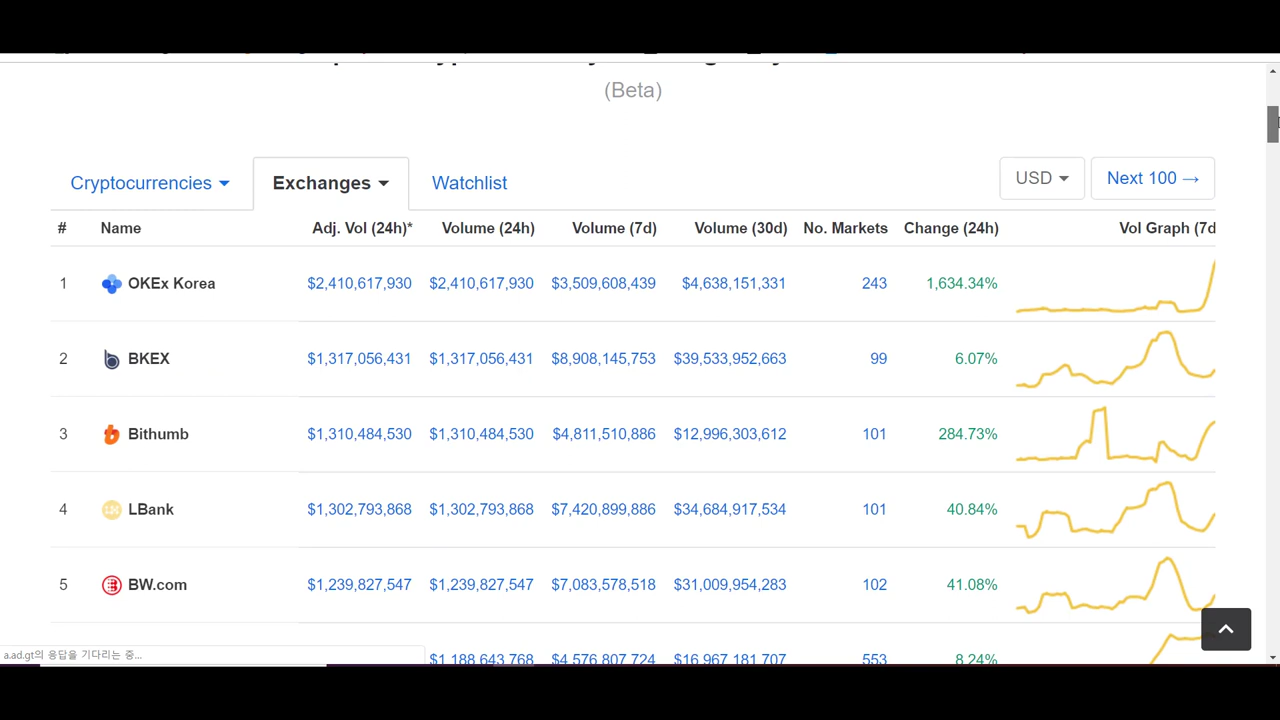 (Beta)
Cryptocurrencies Exchanges Watchlist USD Next 100 →
# Name Adj. Vol (24h)* Volume (24h) Volume (7d) Volume (30d) No. Markets Change (24h) Vol Graph (7d
1 OKEx Korea $2,410,617,930 $2,410,617,930 $3,509,608,439 $4,638,151,331 243 1,634.34%
2 BKEX $1,317,056,431 $1,317,056,431 $8,908,145,753 $39,533,952,663 99 6.07%
3 Bithumb $1,310,484,530 $1,310,484,530 $4,811,510,886 $12,996,303,612 101 284.73%
4 LBank $1,302,793,868 $1,302,793,868 $7,420,899,886 $34,684,917,534 101 40.84%
5 BW.com $1,239,827,547 $1,239,827,547 $7,083,578,518 $31,009,954,283 102 41.08%
$1,188,643,768 $4,576,807,724 $16,967,181,707 553 8.24%
a.ad.gt의 응답을 기다리는 중...